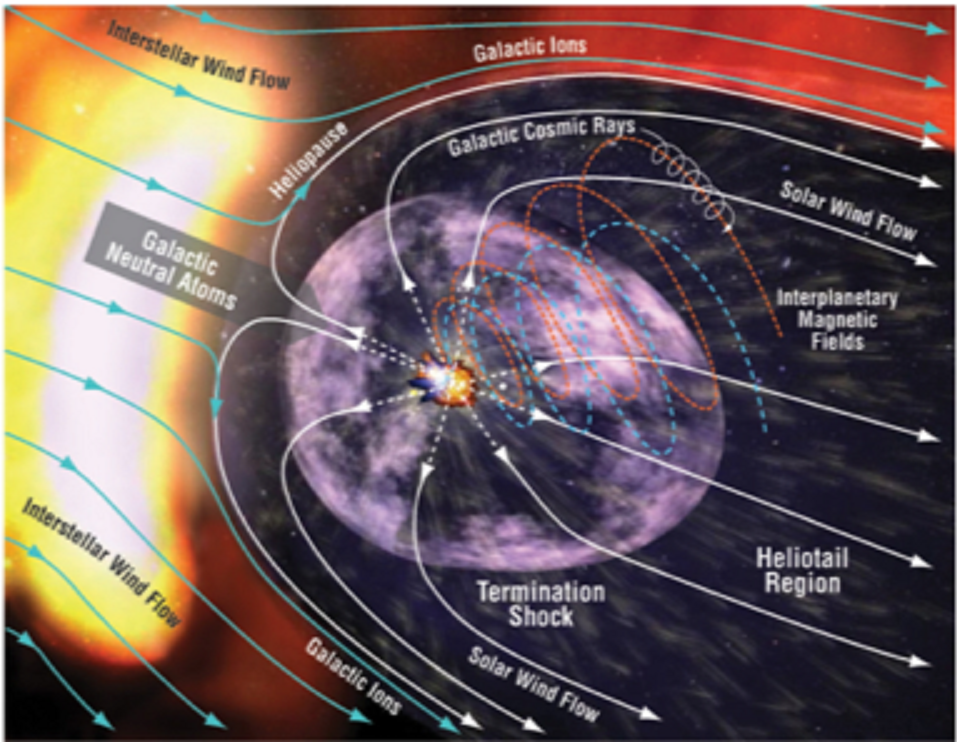 Interstellar Wind Flow
Galactic Ions
Galactic Cosmic Rays
Heliopause
Solar Wind Flow
Galactic
Neutral Atoms
Interplanetary
Magnetic
Fields
Interstellar Wind Flow
Heliotail
Region
Termination
Shock
Galactic Ions
Solar Wind Flow